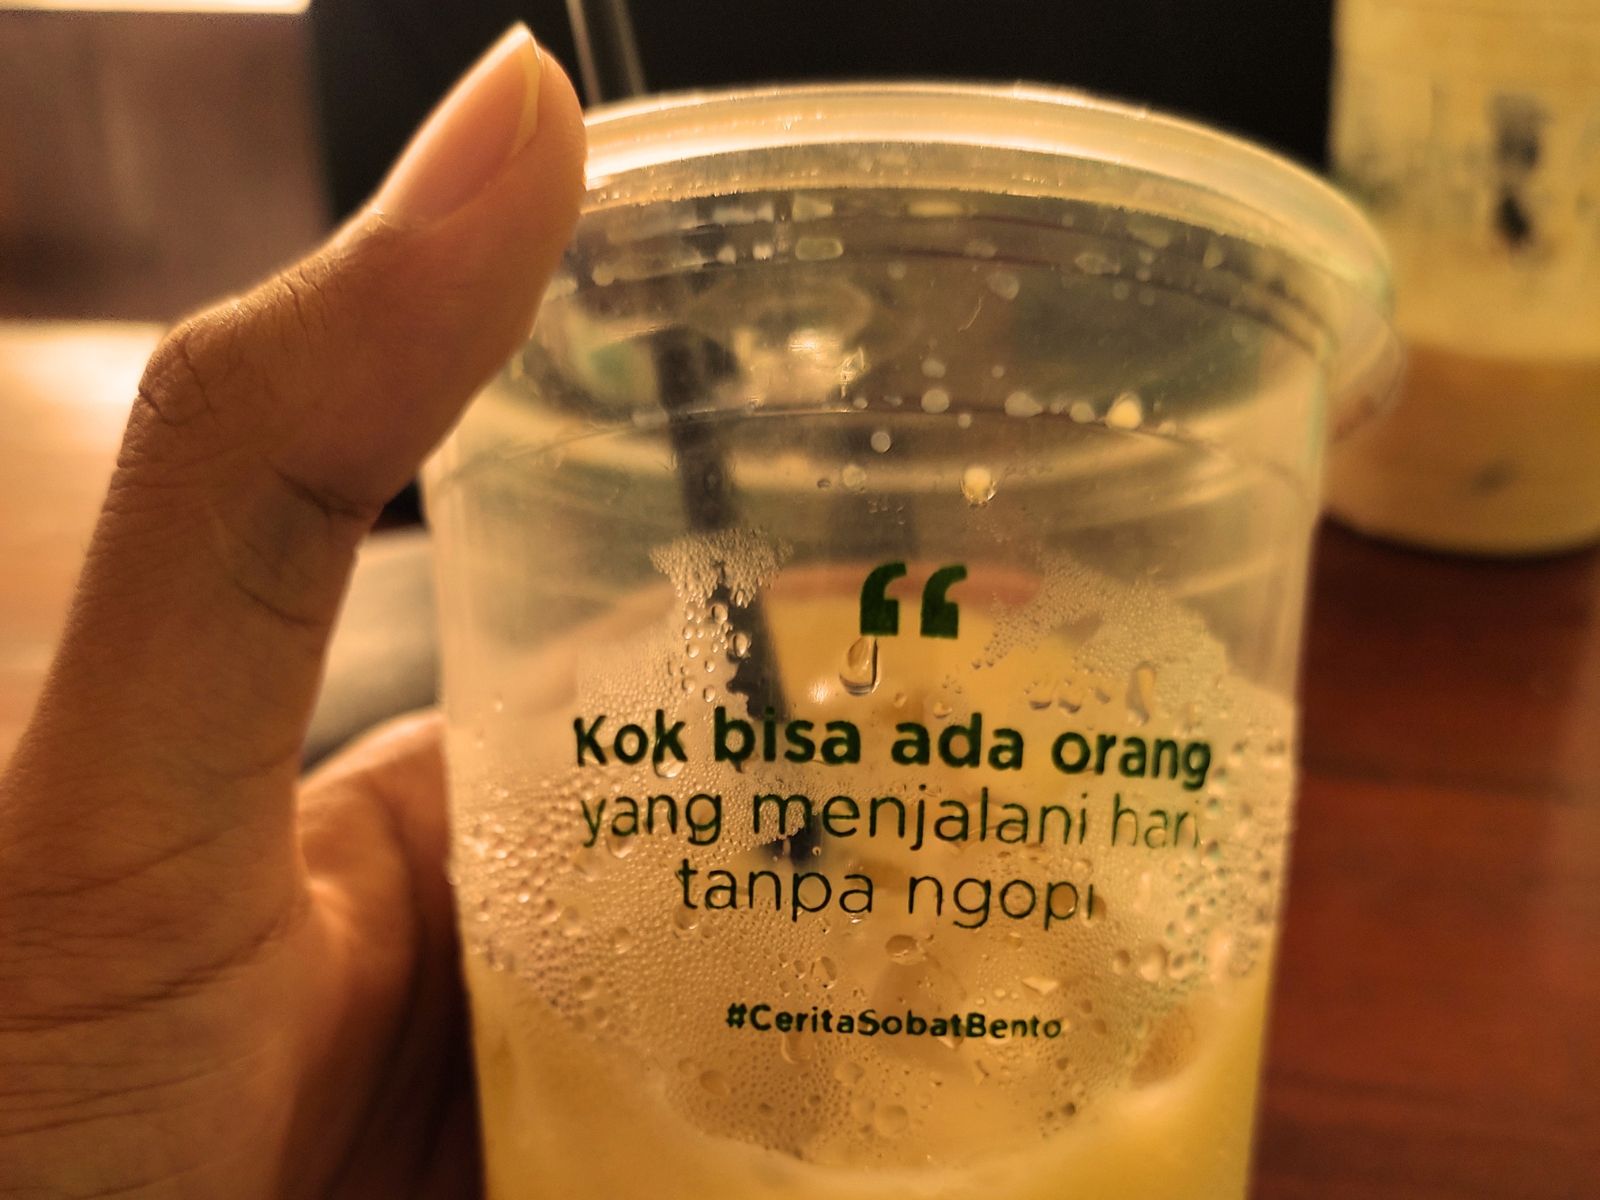 “
Kok bisa ada orang
yang menjalani hari
tanpa ngopi
#CeritaSobatBento